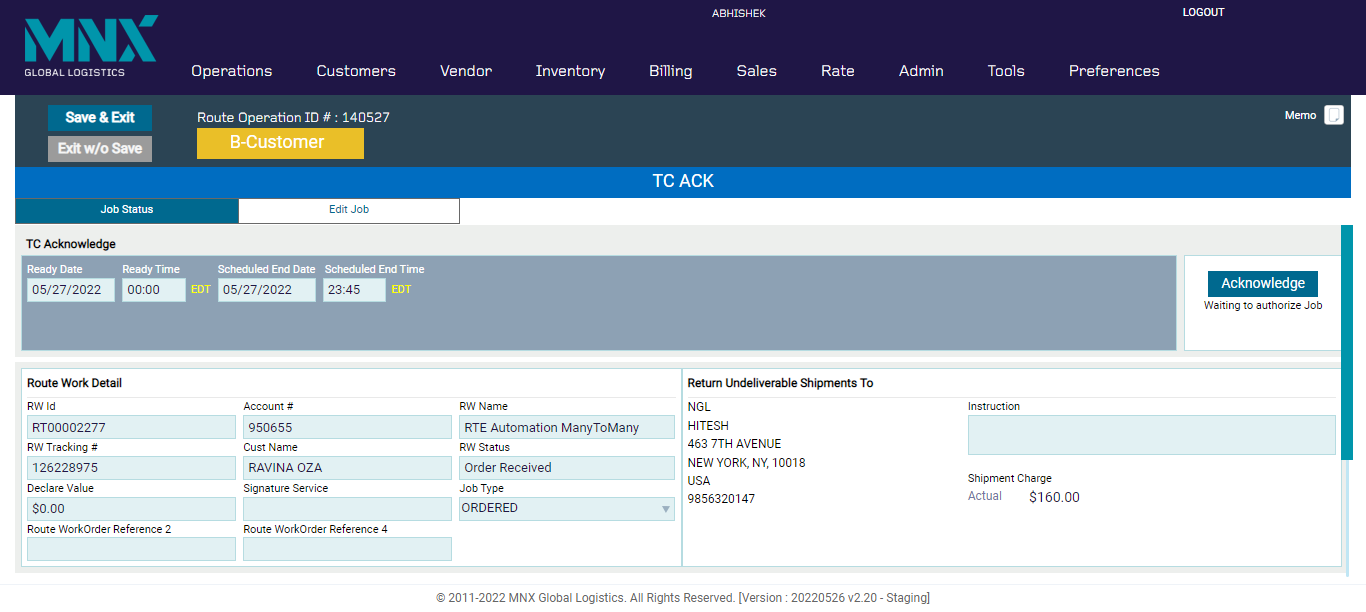 ABHISHEK
LOGOUT
MNX
GLOBAL LOGISTICS
Operations Customers Vendor Inventory Billing Sales Rate Admin Tools Preferences
Save & Exit
Exit w/o Save
Route Operation ID # : 140527
B-Customer
Memo
TC ACK
Job Status
Edit Job
TC Acknowledge
Ready Date Ready Time Scheduled End Date Scheduled End Time
05/27/2022 00:00 EDT 05/27/2022 23:45 EDT
Acknowledge
Waiting to authorize Job
Route Work Detail
RW Id Account # RW Name
RT00002277 950655 RTE Automation ManyToMany
RW Tracking # Cust Name RW Status
126228975 RAVINA OZA Order Received
Declare Value Signature Service Job Type
$0.00 ORDERED
Route WorkOrder Reference 2 Route WorkOrder Reference 4
Return Undeliverable Shipments To
NGL
HITESH
463 7TH AVENUE
NEW YORK, NY, 10018
USA
9856320147
Instruction
Shipment Charge
Actual $160.00
© 2011-2022 MNX Global Logistics. All Rights Reserved. [Version : 20220526 v2.20 - Staging]